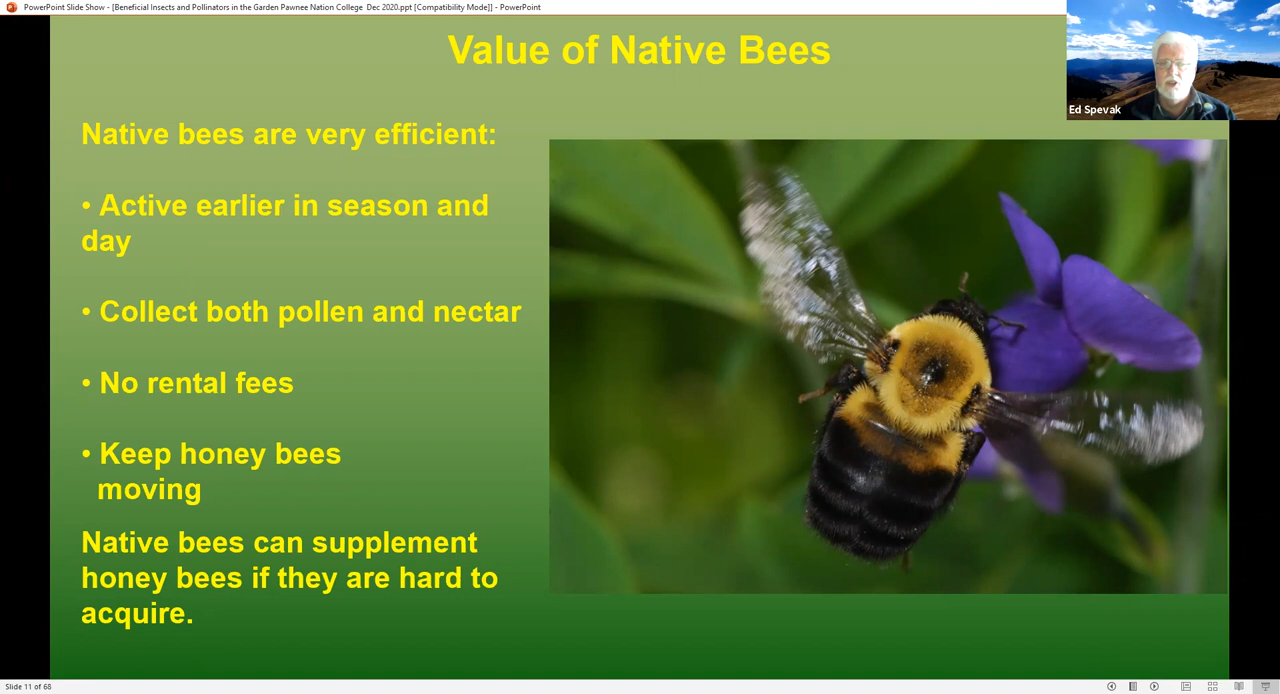 PowerPoint Slide Show - [Beneficial Insects and Pollinators in the Garden Pawnee Nation College  Dec 2020.ppt [Compatibility Mode]] - PowerPoint
Value of Native Bees
Ed Spevak
Native bees are very efficient:
• Active earlier in season and
day
• Collect both pollen and nectar
• No rental fees
• Keep honey bees
moving
Native bees can supplement
honey bees if they are hard to
acquire.
Slide 11 of 68